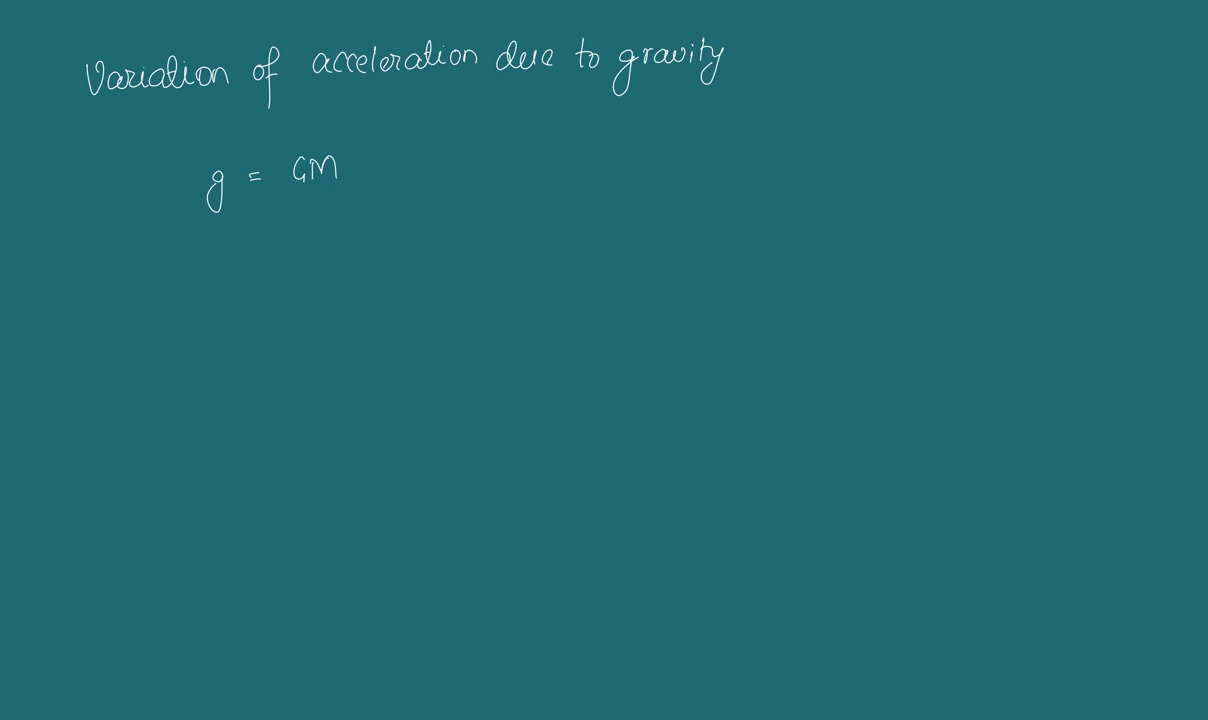 Variation of acceleration due to gravity
g = GM